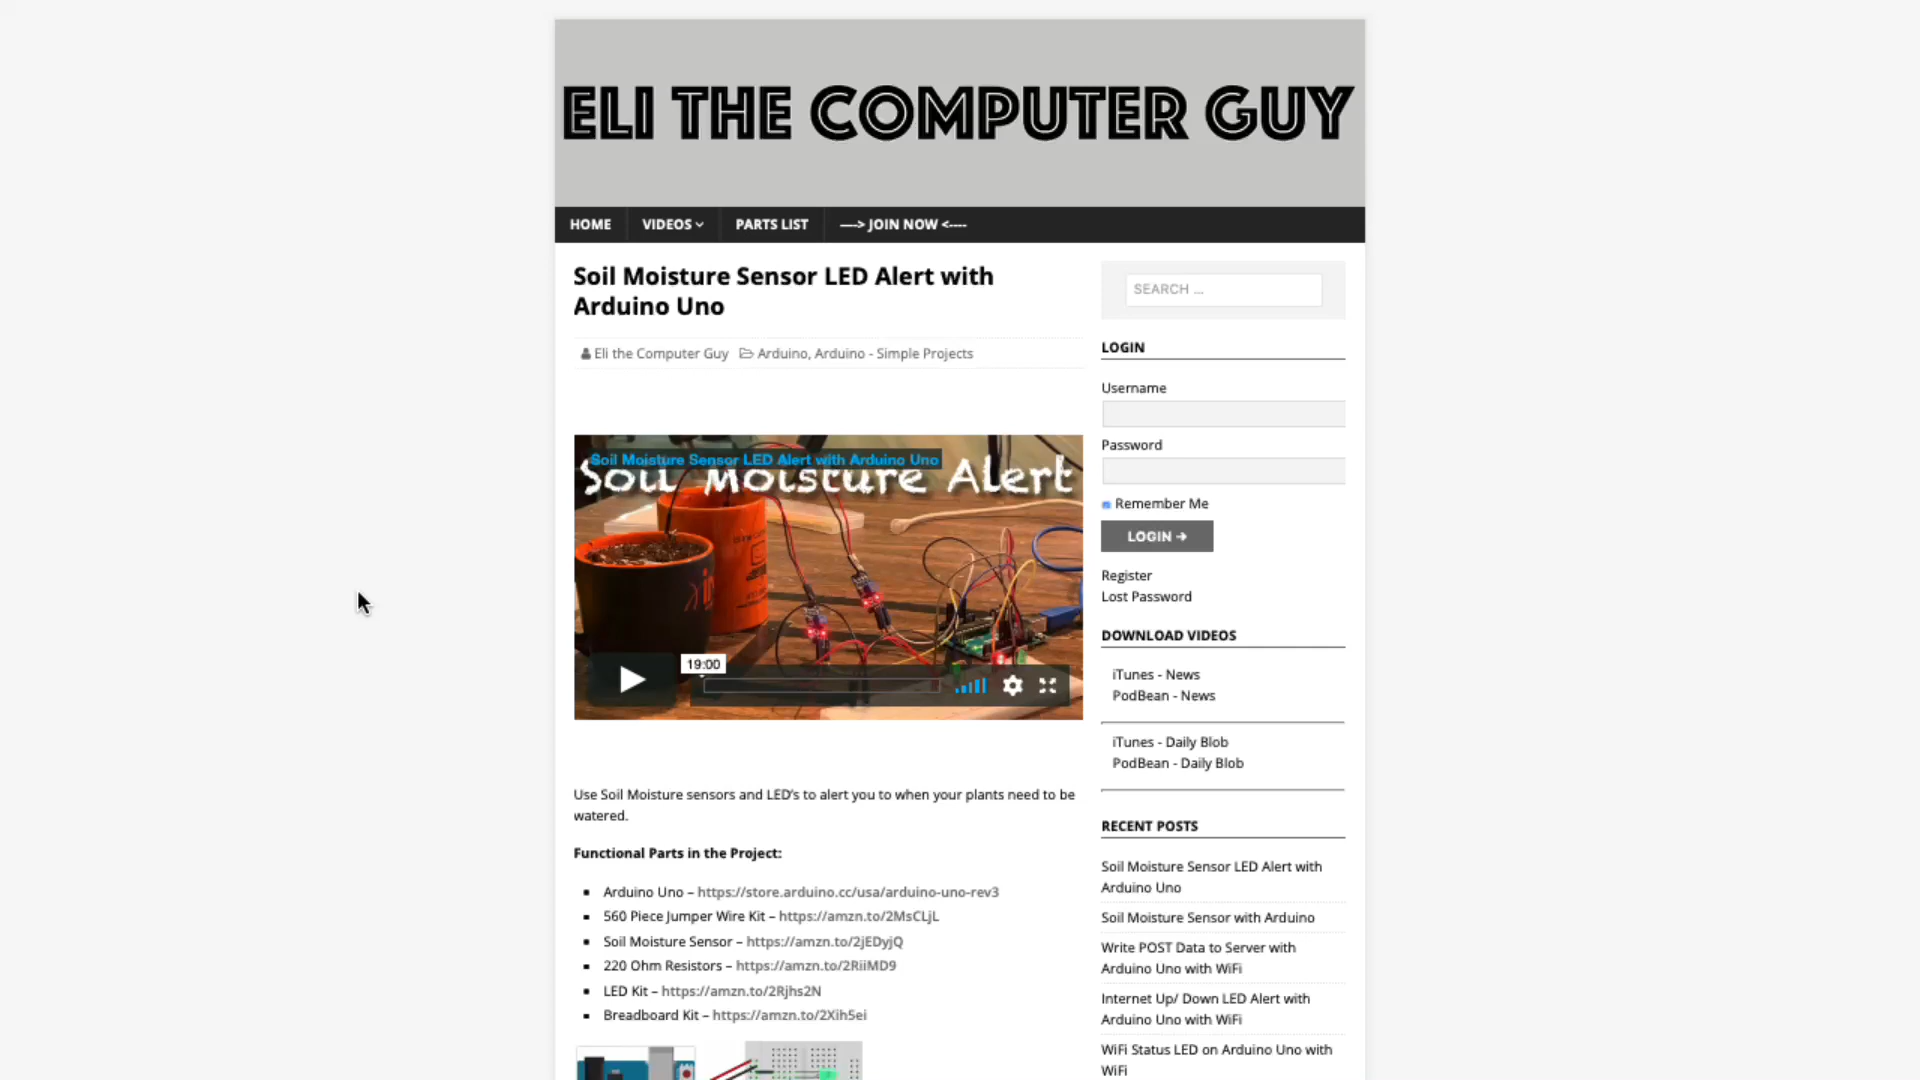 ELI THE COMPUTER GUY
HOME VIDEOS PARTS LIST ----> JOIN NOW <----
Soil Moisture Sensor LED Alert with
Arduino Uno
Eli the Computer Guy Arduino, Arduino - Simple Projects
Soil Moisture Sensor LED Alert with Arduino Uno
Soil Moisture Alert
19:00
Use Soil Moisture sensors and LED's to alert you to when your plants need to be
watered.
Functional Parts in the Project:
Arduino Uno – https://store.arduino.cc/usa/arduino-uno-rev3
560 Piece Jumper Wire Kit – https://amzn.to/2MsCLjL
Soil Moisture Sensor – https://amzn.to/2jEDyjQ
220 Ohm Resistors – https://amzn.to/2RiiMD9
LED Kit – https://amzn.to/2Rjhs2N
Breadboard Kit – https://amzn.to/2Xih5ei
SEARCH ...
LOGIN
Username
Password
Remember Me
LOGIN →
Register
Lost Password
DOWNLOAD VIDEOS
iTunes - News
PodBean - News
iTunes - Daily Blob
PodBean - Daily Blob
RECENT POSTS
Soil Moisture Sensor LED Alert with
Arduino Uno
Soil Moisture Sensor with Arduino
Write POST Data to Server with
Arduino Uno with WiFi
Internet Up/ Down LED Alert with
Arduino Uno with WiFi
WiFi Status LED on Arduino Uno with
WiFi